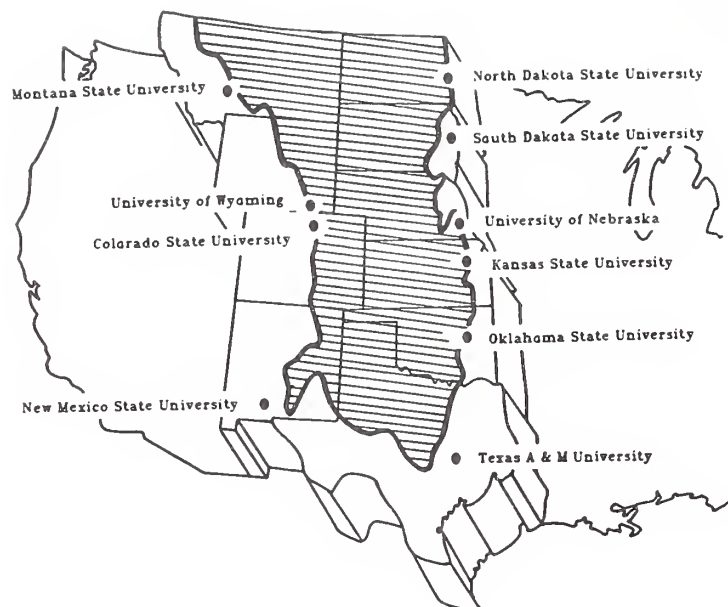 North Dakota State University
Montana State University
South Dakota State University
University of Wyoming
University of Nebraska
Colorado State University
Kansas State University
Oklahoma State University
New Mexico State University
Texas A & M University